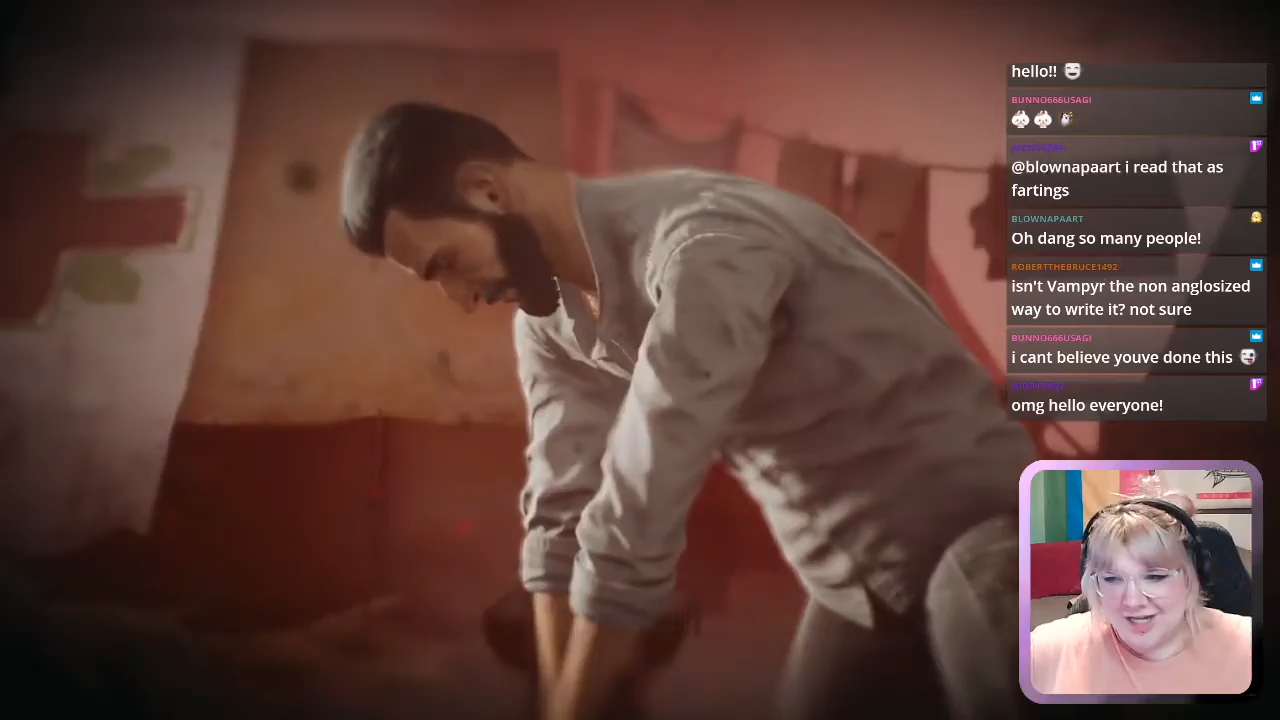 hello!!
BUNNO666USAGI
@blownapaart i read that as
fartings
BLOWNAPAART
Oh dang so many people!
ROBERTTHEBRUCE1492
isn't Vampyr the non anglosized
way to write it? not sure
BUNNO666USAGI
i cant believe youve done this
omg hello everyone!